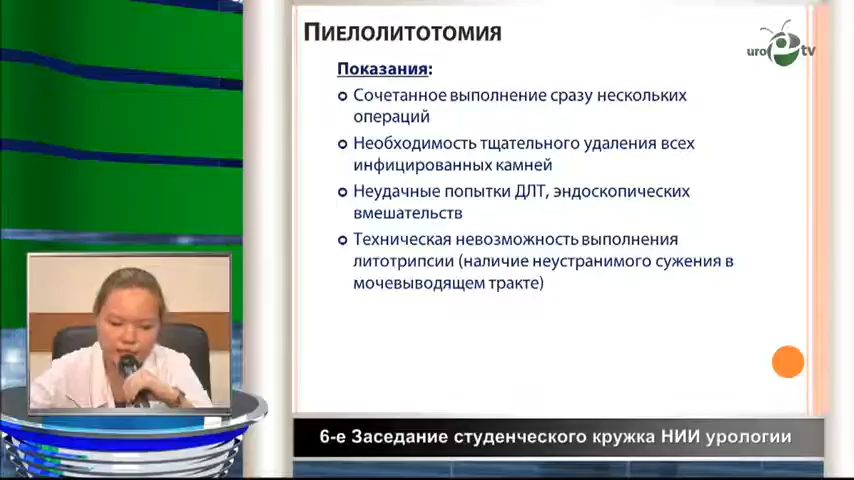 Пиелолитотомия
uro tv
Показания:
Сочетанное выполнение сразу нескольких
операций
Необходимость тщательного удаления всех
инфицированных камней
Неудачные попытки ДЛТ, эндоскопических
вмешательств
Техническая невозможность выполнения
литотрипсии (наличие неустранимого сужения в
мочевыводящем тракте)
6-е Заседание студенческого кружка НИИ урологии